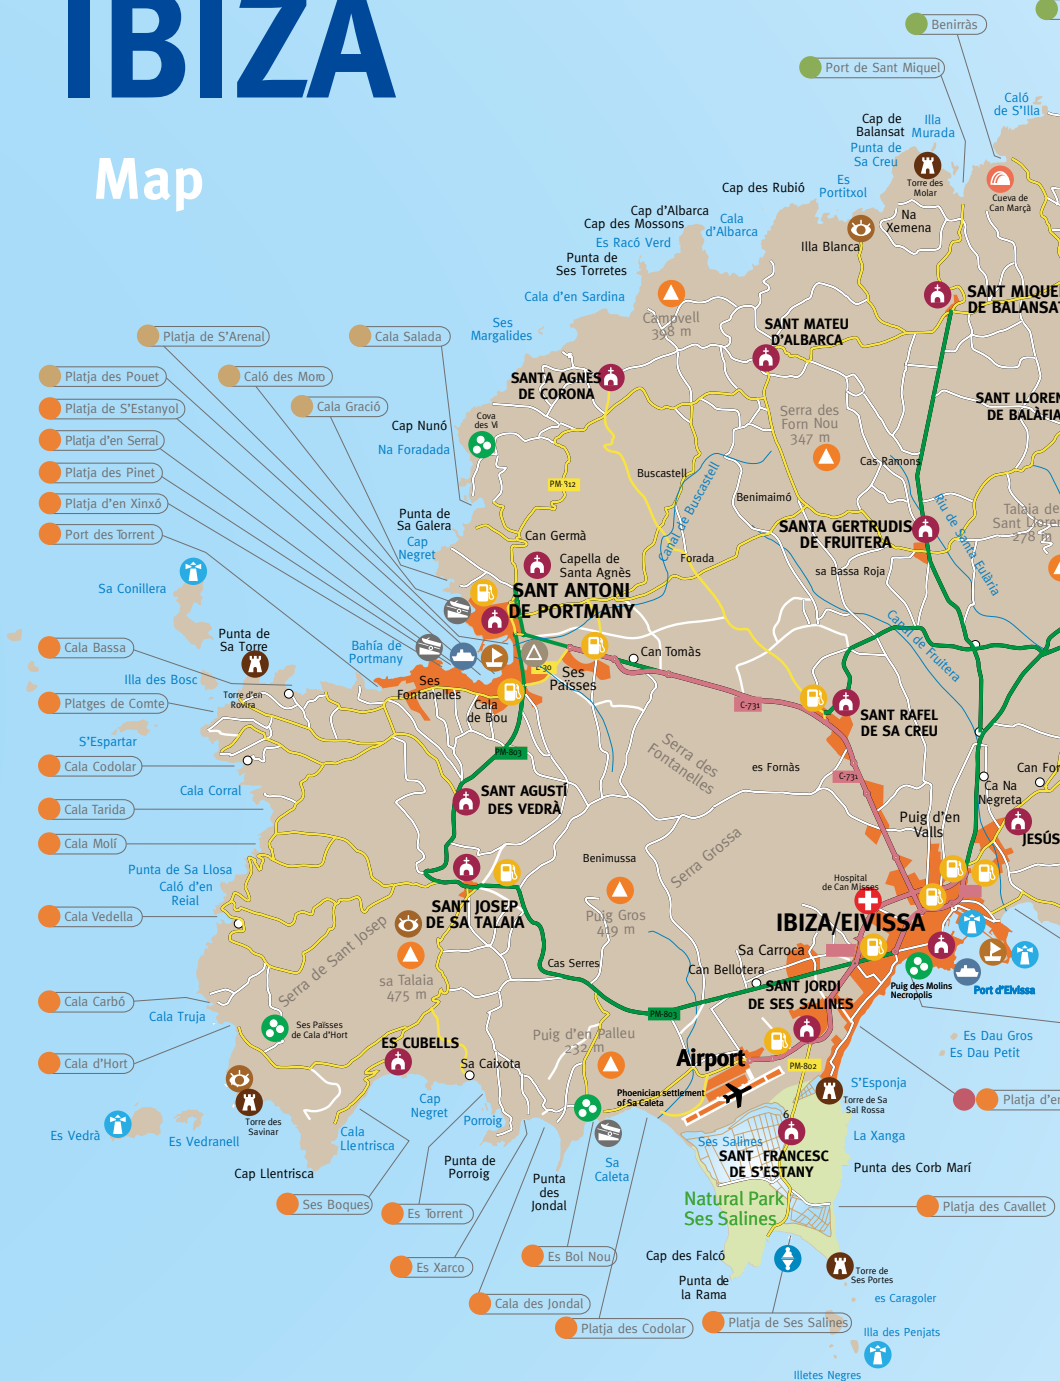 IBIZA
Map
Benirràs
Port de Sant Miquel
Caló
de S'Illa
Cap de
Balansat
Illa
Murada
Punta de
Sa Creu
Torre des
Molar
Cueva de
Can Marçà
Es
Portitxol
Cap des Rubió
Na
Xemena
Illa Blanca
Cap d'Albarca
Cap des Mossons
Cala
d'Albarca
Es Racó Verd
Punta de
Ses Torretes
Cala d'en Sardina
Campvell
398 m
SANT MIQUE
DE BALANSA
SANT MATEU
D'ALBARCA
Ses
Margalides
Platja de S'Arenal
Cala Salada
Platja des Pouet
Caló des Moro
SANTA AGNÈS
DE CORONA
Cala Gració
Platja de S'Estanyol
SANT LLOREN
DE BALÀFIA
Cap Nunó
Cova
des Vi
Serra des
Forn Nou
347 m
Platja d'en Serral
Na Foradada
Cas Ramons
Platja des Pinet
Buscastell
PM-812
Benimaimó
Canal de Buscastell
Platja d'en Xinxó
Riu de Santa Eulària
Punta de
Sa Galera
Talaia de
Sant Lloren
278 m
Port des Torrent
Can Germà
SANTA GERTRUDIS
DE FRUITERA
Cap
Negret
Capella de
Santa Agnès
Forada
sa Bassa Roja
Sa Conillera
SANT ANTONI
DE PORTMANY
Canal de Fruitera
Punta de
Sa Torre
Cala Bassa
Bahía de
Portmany
Can Tomàs
Illa des Bosc
Torre d'en
Rovira
Ses
Fontanelles
Ses
Païsses
Platges de Comte
Cala
de Bou
C-731
SANT RAFEL
DE SA CREU
S'Espartar
PM-803
Serra des
Fontanelles
Cala Codolar
es Fornàs
C-731
Can For
Ca Na
Negreta
Cala Corral
SANT AGUSTÍ
DES VEDRÀ
Cala Tarida
Puig d'en
Valls
JESÚS
Cala Molí
Serra Grossa
Benimussa
Punta de Sa Llosa
Caló d'en
Reial
Hospital
de Can Misses
Cala Vedella
SANT JOSEP
DE SA TALAIA
Puig Gros
419 m
IBIZA/EIVISSA
Serra de Sant Josep
Sa Carroca
Cas Serres
Can Bellotera
sa Talaia
475 m
SANT JORDI
DE SES SALINES
Puig des Molins
Necropolis
Port d'Eivissa
Cala Carbó
Cala Truja
PM-803
Ses Païsses
de Cala d'Hort
Puig d'en Palleu
232 m
Es Dau Gros
Es Dau Petit
ES CUBELLS
Airport
Cala d'Hort
Sa Caixota
PM-802
S'Esponja
Phoenician settlement
of Sa Caleta
Platja d'en
Torre de Sa
Sal Rossa
Cap
Negret
Porroig
6
Es Vedrà
Es Vedranell
Torre des
Savinar
Cala
Llentrisca
La Xanga
Ses Salines
SANT FRANCESC
DE S'ESTANY
Cap Llentrisca
Punta de
Porroig
Sa
Caleta
Punta des Corb Marí
Punta
des
Jondal
Natural Park
Ses Salines
Ses Boques
Es Torrent
Platja des Cavallet
Es Xarco
Es Bol Nou
Cap des Falcó
Punta de
la Rama
Torre de
Ses Portes
es Caragoler
Cala des Jondal
Platja des Codolar
Platja de Ses Salines
Illa des Penjats
Illetes Negres